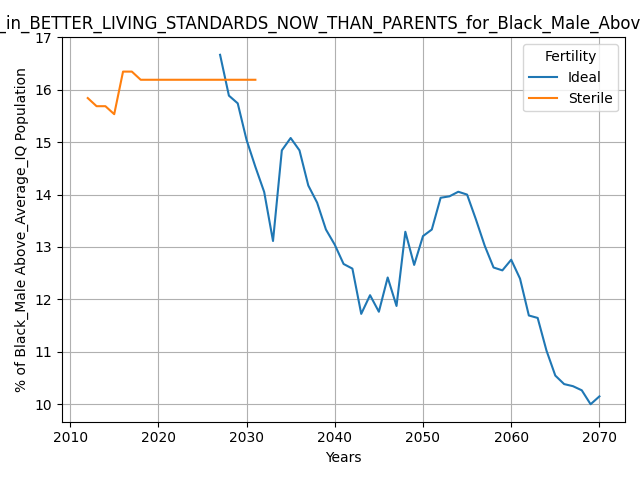 _in_BETTER_LIVING_STANDARDS_NOW_THAN_PARENTS_for_Black_Male_Abov
Fertility
Ideal
Sterile
% of Black_Male Above_Average_IQ Population
17
16
15
14
13
12
11
10
2010 2020 2030 2040 2050 2060 2070
Years